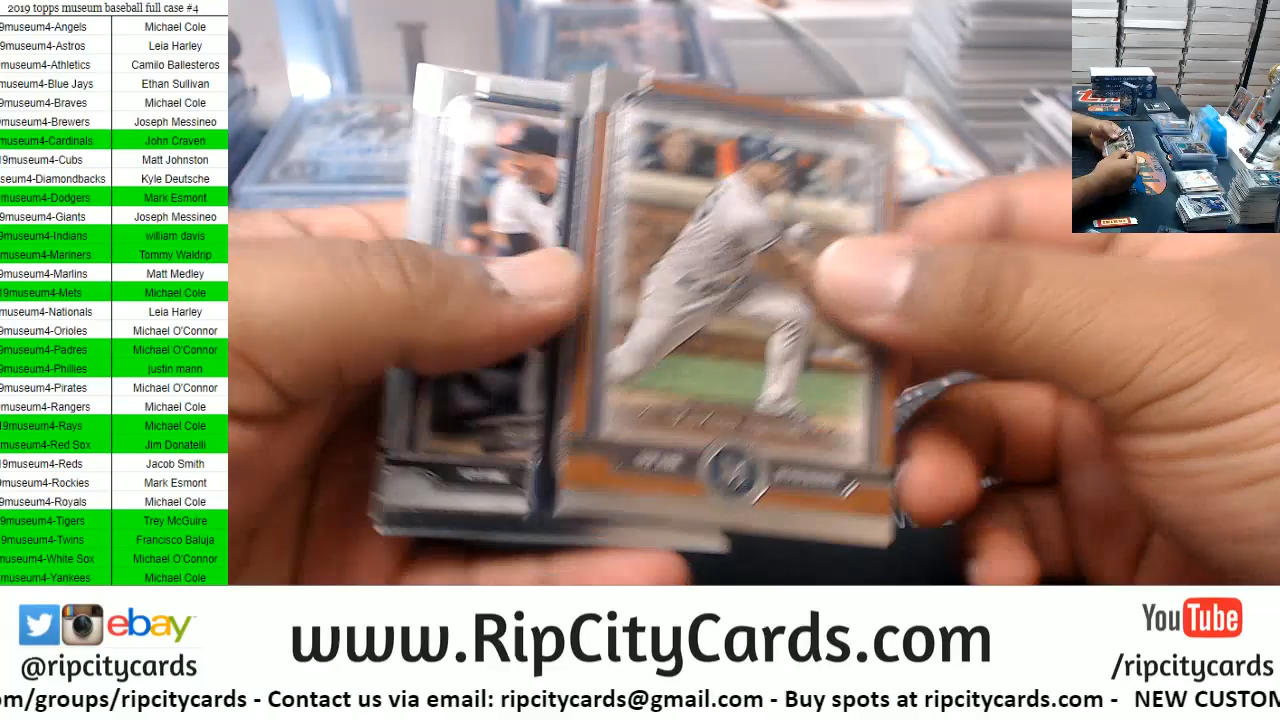 2019 topps museum baseball full case #4
9museum4-Angels Michael Cole
9museum4-Astros Leia Harley
9museum4-Athletics Camilo Ballesteros
museum4-Blue Jays Ethan Sullivan
9museum4-Braves Michael Cole
9museum4-Brewers Joseph Messineo
museum4-Cardinals John Craven
19museum4-Cubs Matt Johnston
seum4-Diamondbacks Kyle Deutsche
9museum4-Dodgers Mark Esmont
9museum4-Giants Joseph Messineo
9museum4-Indians william davis
9museum4-Mariners Tommy Waldrip
9museum4-Marlins Matt Medley
19museum4-Mets Michael Cole
museum4-Nationals Leia Harley
9museum4-Orioles Michael O'Connor
9museum4-Padres Michael O'Connor
9museum4-Phillies justin mann
9museum4-Pirates Michael O'Connor
9museum4-Rangers Michael Cole
19museum4-Rays Michael Cole
museum4-Red Sox Jim Donatelli
19museum4-Reds Jacob Smith
9museum4-Rockies Mark Esmont
9museum4-Royals Michael Cole
9museum4-Tigers Trey McGuire
9museum4-Twins Francisco Baluja
museum4-White Sox Michael O'Connor
museum4-Yankees Michael Cole
ebay
@ripcitycards
www.RipCityCards.com
YouTube
/ripcitycards
om/groups/ripcitycards - Contact us via email: ripcitycards@gmail.com - Buy spots at ripcitycards.com - NEW CUSTOM